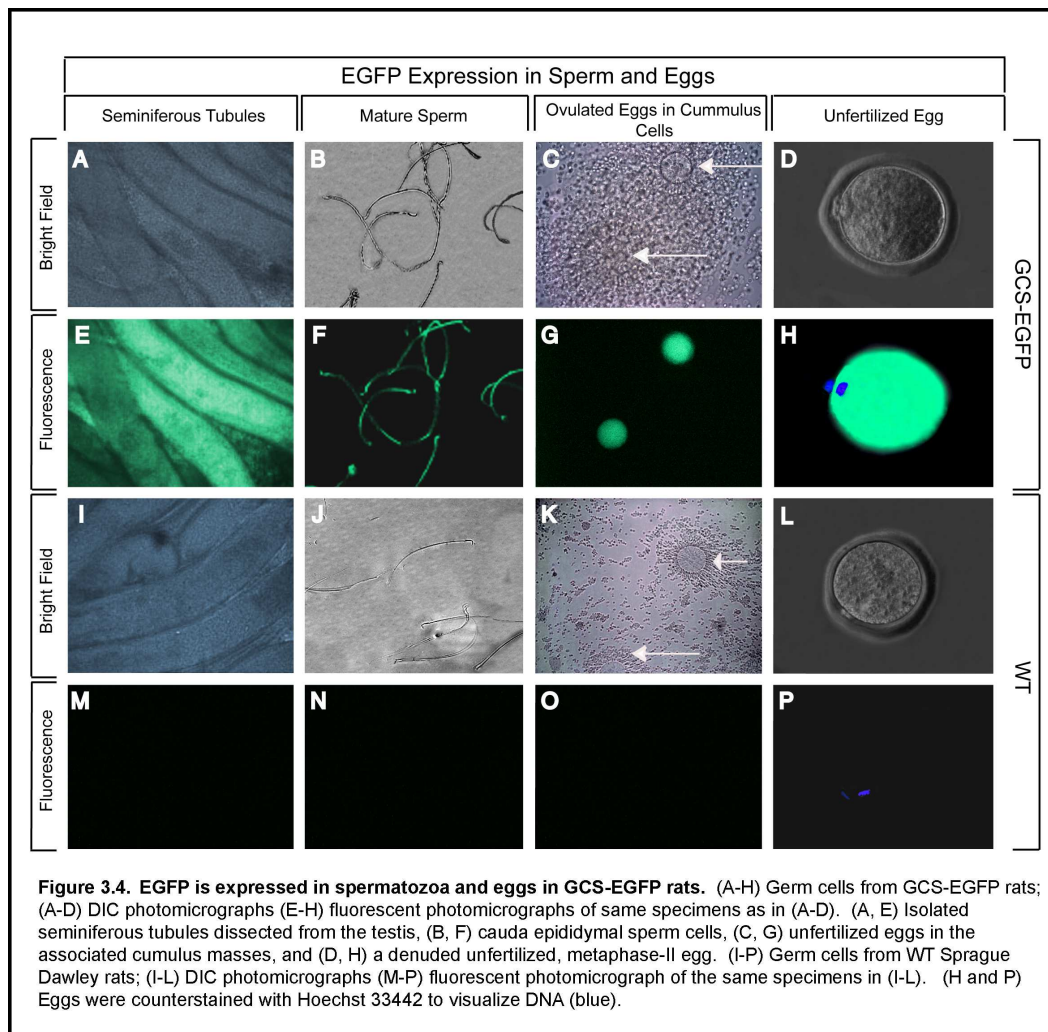 EGFP Expression in Sperm and Eggs
Seminiferous Tubules
Mature Sperm
Ovulated Eggs in Cummulus
Cells
Unfertilized Egg
Bright Field
A
B
C
D
GCS-EGFP
Fluorescence
E
F
G
H
Bright Field
I
J
K
L
WT
Fluorescence
M
N
O
P
Figure 3.4. EGFP is expressed in spermatozoa and eggs in GCS-EGFP rats. (A-H) Germ cells from GCS-EGFP rats;
(A-D) DIC photomicrographs (E-H) fluorescent photomicrographs of same specimens as in (A-D). (A, E) Isolated
seminiferous tubules dissected from the testis, (B, F) cauda epididymal sperm cells, (C, G) unfertilized eggs in the
associated cumulus masses, and (D, H) a denuded unfertilized, metaphase-II egg. (I-P) Germ cells from WT Sprague
Dawley rats; (I-L) DIC photomicrographs (M-P) fluorescent photomicrograph of the same specimens in (I-L). (H and P)
Eggs were counterstained with Hoechst 33442 to visualize DNA (blue).